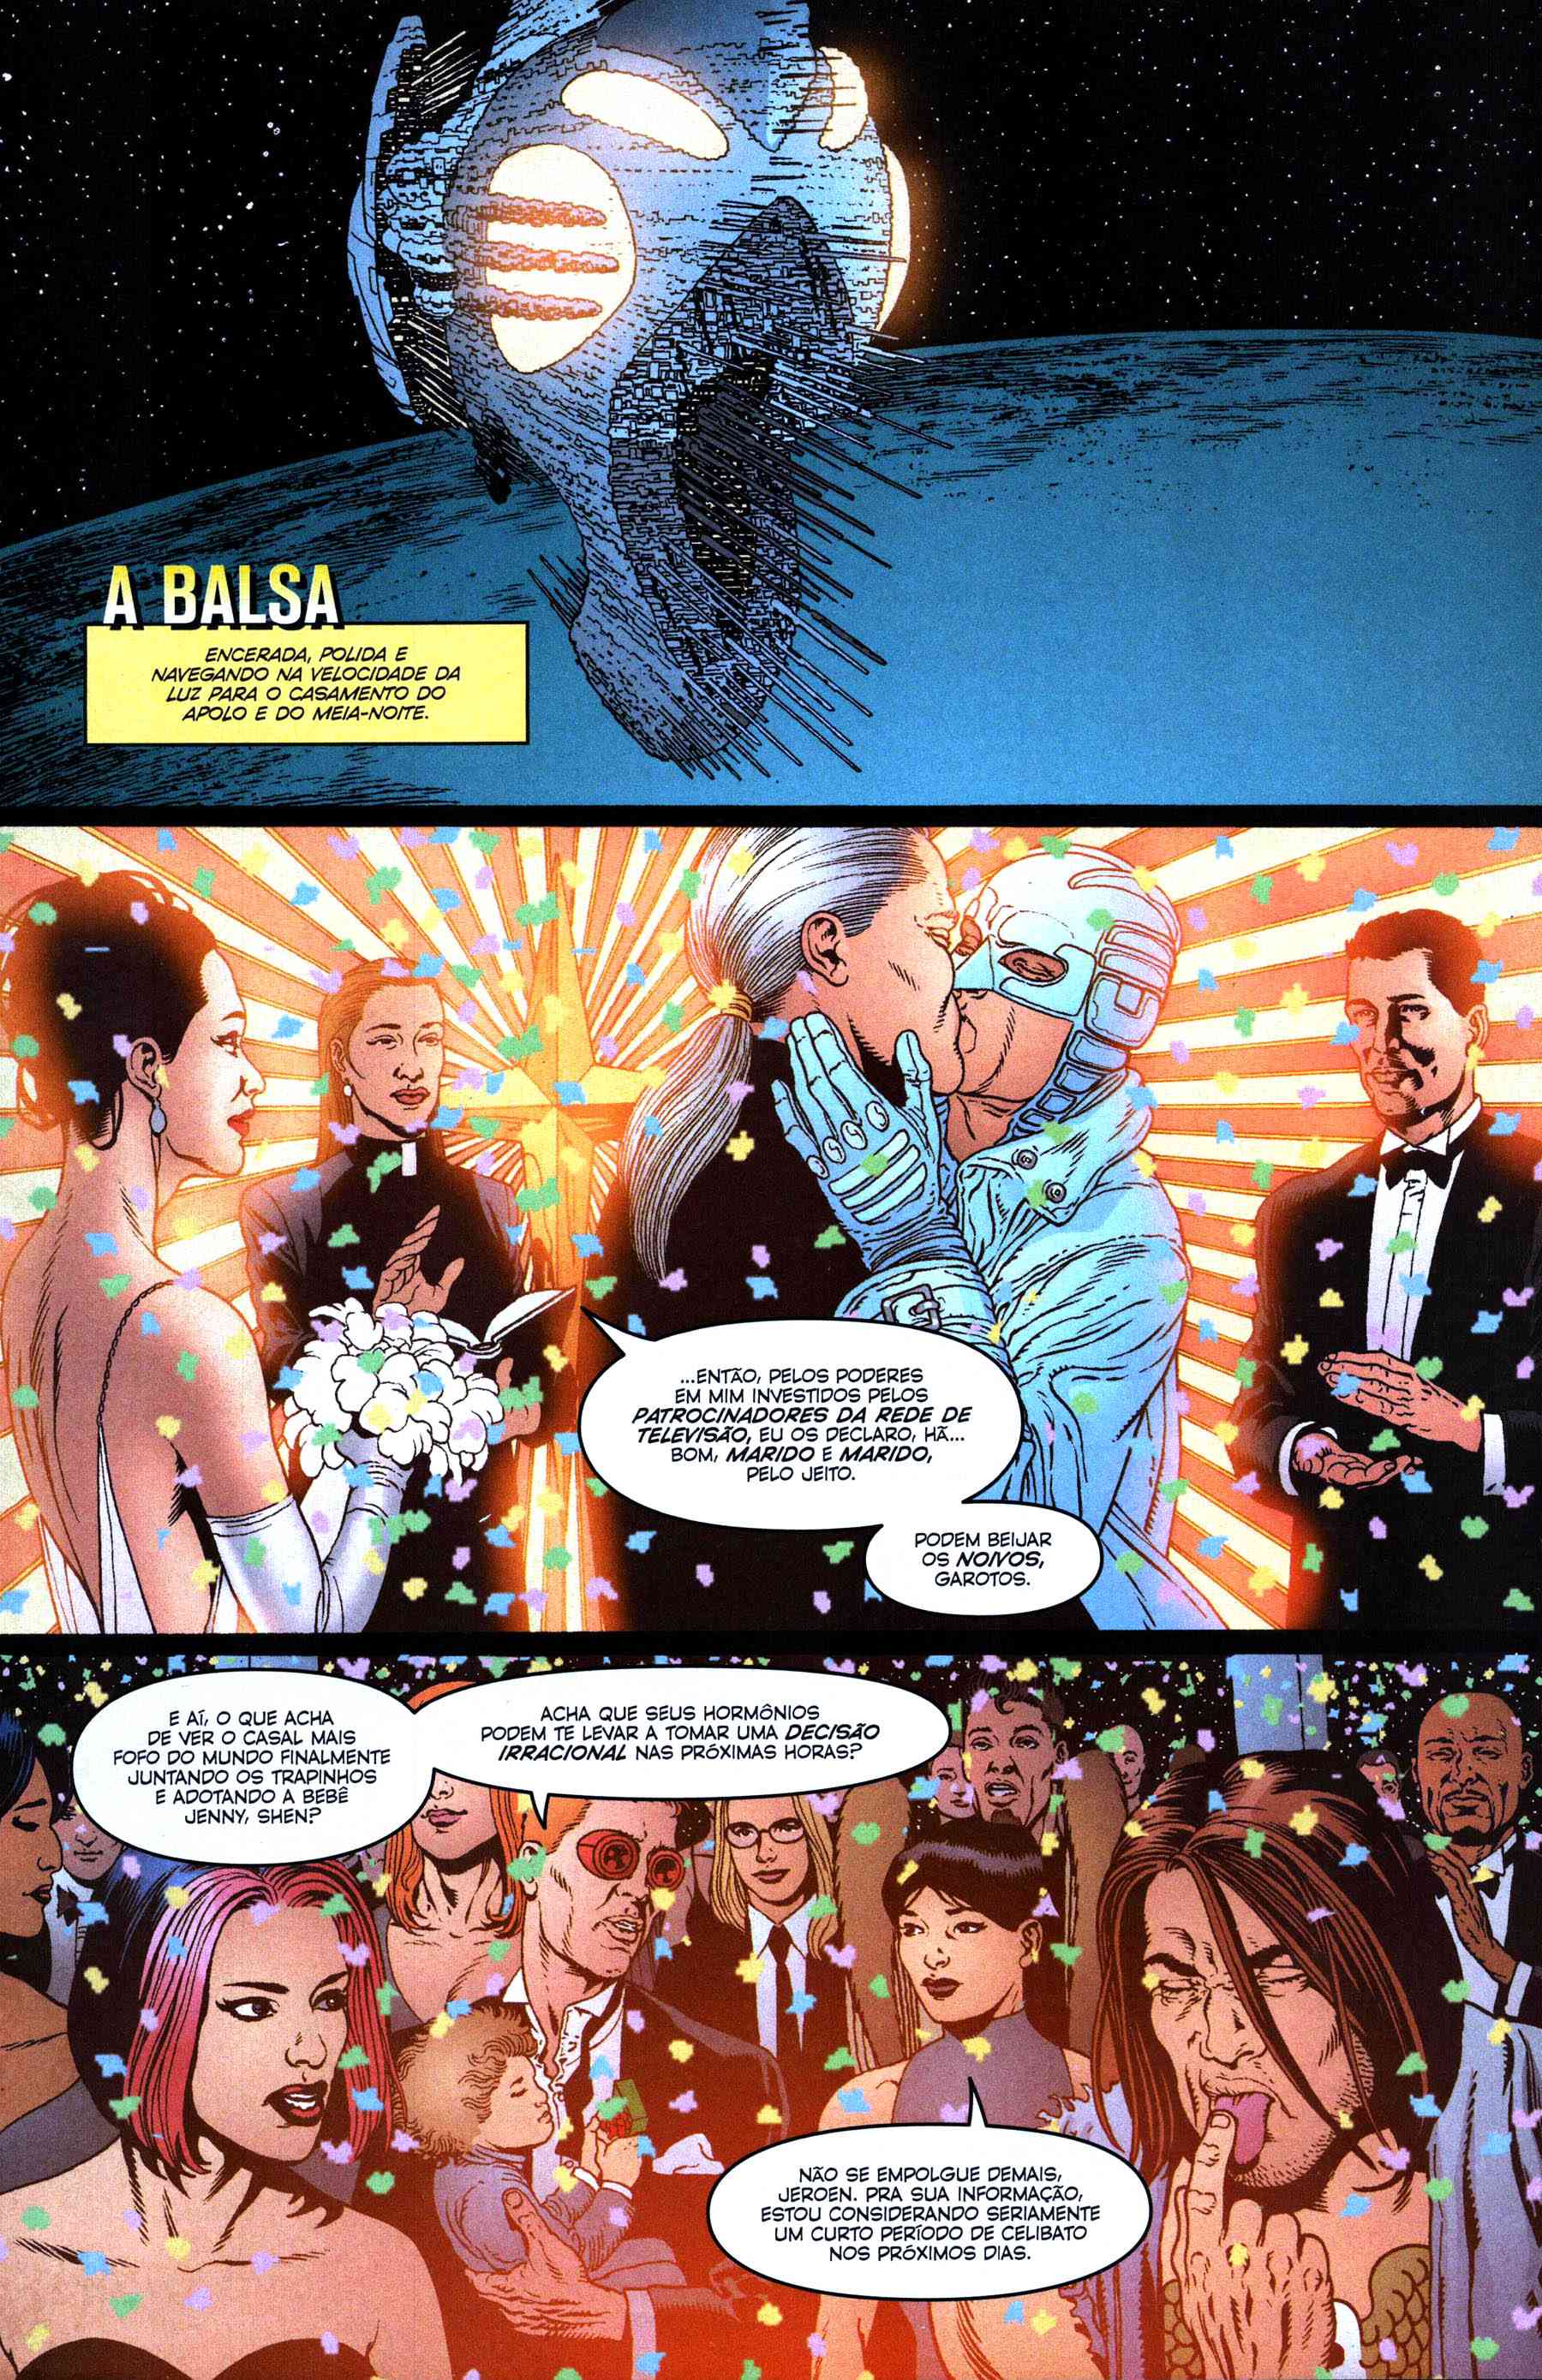 A BALSA
ENCERADA, POLIDA E
NAVEGANDO NA VELOCIDADE DA
LUZ PARA O CASAMENTO DO
APOLO E DO MEIA-NOITE.
...ENTÃO, PELOS PODERES
EM MIM INVESTIDOS PELOS
PATROCINADORES DA REDE DE
TELEVISÃO, EU OS DECLARO, HÃ...
BOM, MARIDO E MARIDO,
PELO JEITO.
PODEM BEIJAR
OS NOIVOS,
GAROTOS.
E AÍ, O QUE ACHA
DE VER O CASAL MAIS
FOFO DO MUNDO FINALMENTE
JUNTANDO OS TRAPINHOS
E ADOTANDO A BEBÊ
JENNY, SHEN?
ACHA QUE SEUS HORMÔNIOS
PODEM TE LEVAR A TOMAR UMA DECISÃO
IRRACIONAL NAS PRÓXIMAS HORAS?
NÃO SE EMPOLGUE DEMAIS,
JEROEN. PRA SUA INFORMAÇÃO,
ESTOU CONSIDERANDO SERIAMENTE
UM CURTO PERÍODO DE CELIBATO
NOS PRÓXIMOS DIAS.